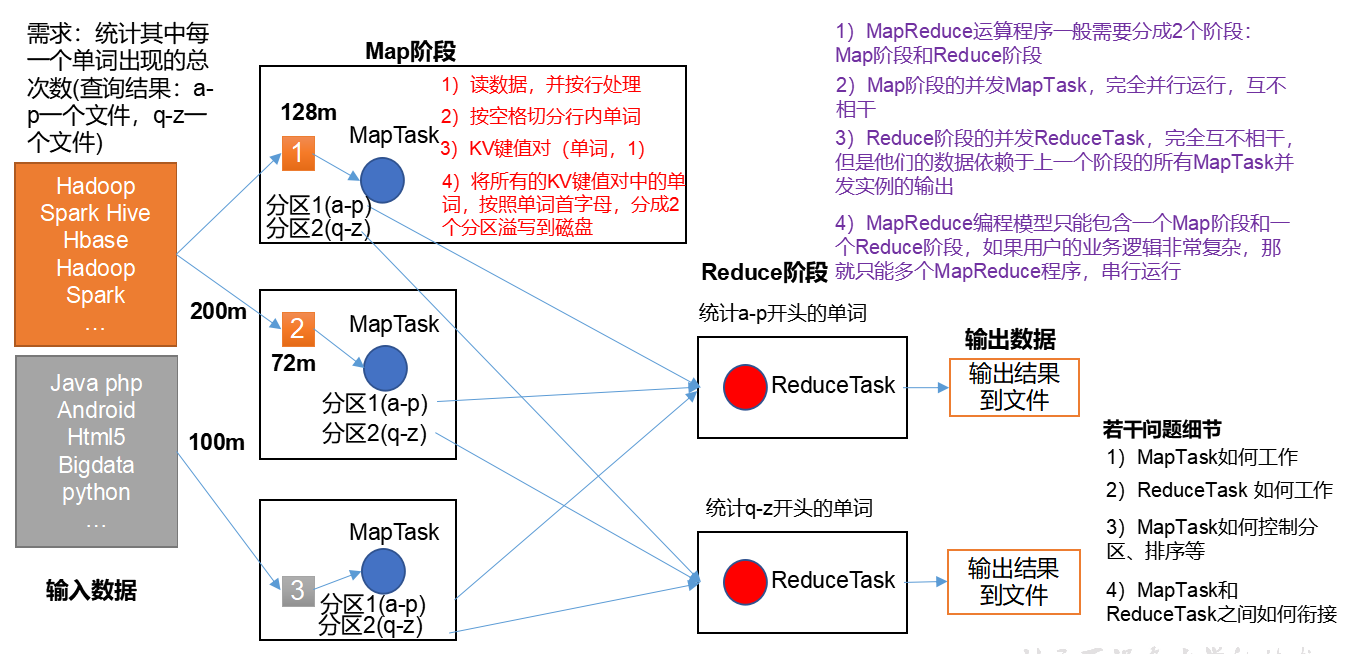 需求：统计其中每
一个单词出现的总
次数(查询结果：a-
p一个文件，q-z一
个文件)
Hadoop
Spark Hive
Hbase
Hadoop
Spark
…
200m
Java php
Android
Html5
Bigdata
python
…
100m
输入数据
Map阶段
128m
1
MapTask
分区1(a-p)
分区2(q-z)
1）读数据，并按行处理
2）按空格切分行内单词
3）KV键值对（单词，1）
4）将所有的KV键值对中的单
词，按照单词首字母，分成2
个分区溢写到磁盘
2
72m
MapTask
分区1(a-p)
分区2(q-z)
3
MapTask
分区1(a-p)
分区2(q-z)
1）MapReduce运算程序一般需要分成2个阶段：
Map阶段和Reduce阶段
2）Map阶段的并发MapTask，完全并行运行，互不
相干
3）Reduce阶段的并发ReduceTask，完全互不相干，
但是他们的数据依赖于上一个阶段的所有MapTask并
发实例的输出
4）MapReduce编程模型只能包含一个Map阶段和一
个Reduce阶段，如果用户的业务逻辑非常复杂，那
就只能多个MapReduce程序，串行运行
Reduce阶段
统计a-p开头的单词
ReduceTask
输出数据
输出结果
到文件
统计q-z开头的单词
ReduceTask
输出结果
到文件
若干问题细节
1）MapTask如何工作
2）ReduceTask 如何工作
3）MapTask如何控制分
区、排序等
4）MapTask和
ReduceTask之间如何衔接